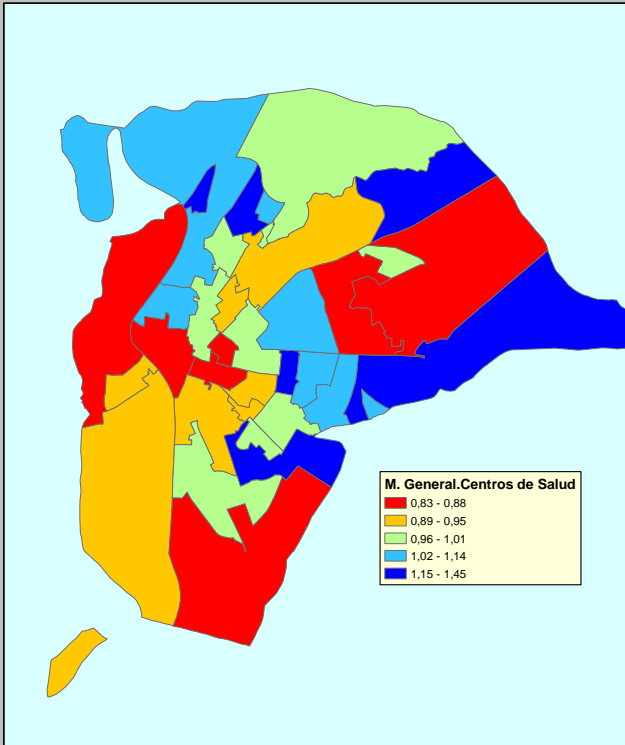 M. General.Centros de Salud
0,83 - 0,88
0,89 - 0,95
0,96 - 1,01
1,02 - 1,14
1,15 - 1,45